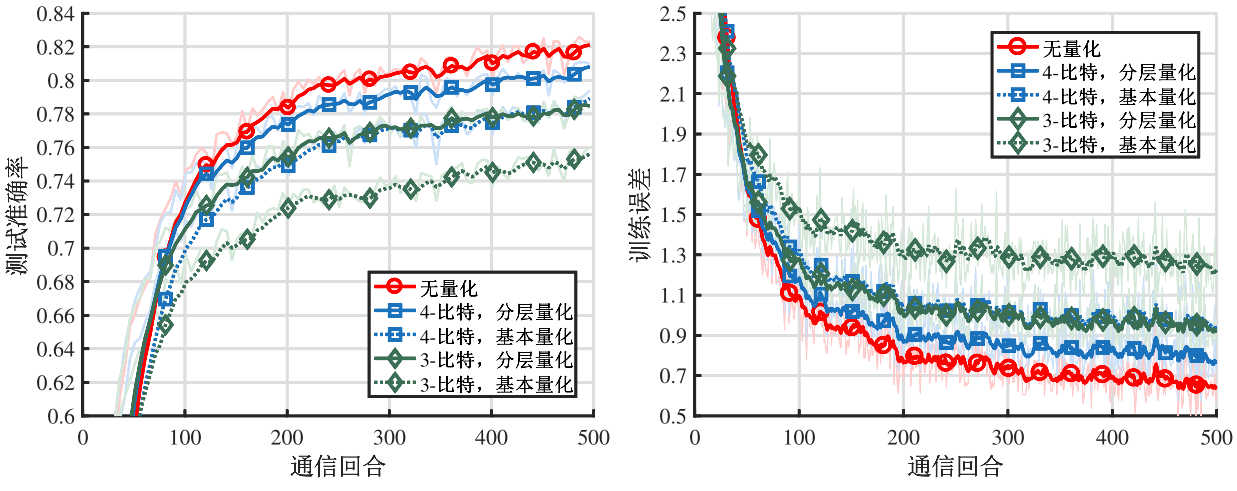 0.84
0.82
0.8
0.78
0.76
0.74
0.72
0.7
0.68
0.66
0.64
0.62
0.6
测试准确率
0
100
200
300
400
500
通信回合
无量化
4-比特，分层量化
4-比特，基本量化
3-比特，分层量化
3-比特，基本量化
2.5
2.3
2.1
1.9
1.7
1.5
1.3
1.1
0.9
0.7
0.5
训练误差
0
100
200
300
400
500
通信回合
无量化
4-比特，分层量化
4-比特，基本量化
3-比特，分层量化
3-比特，基本量化